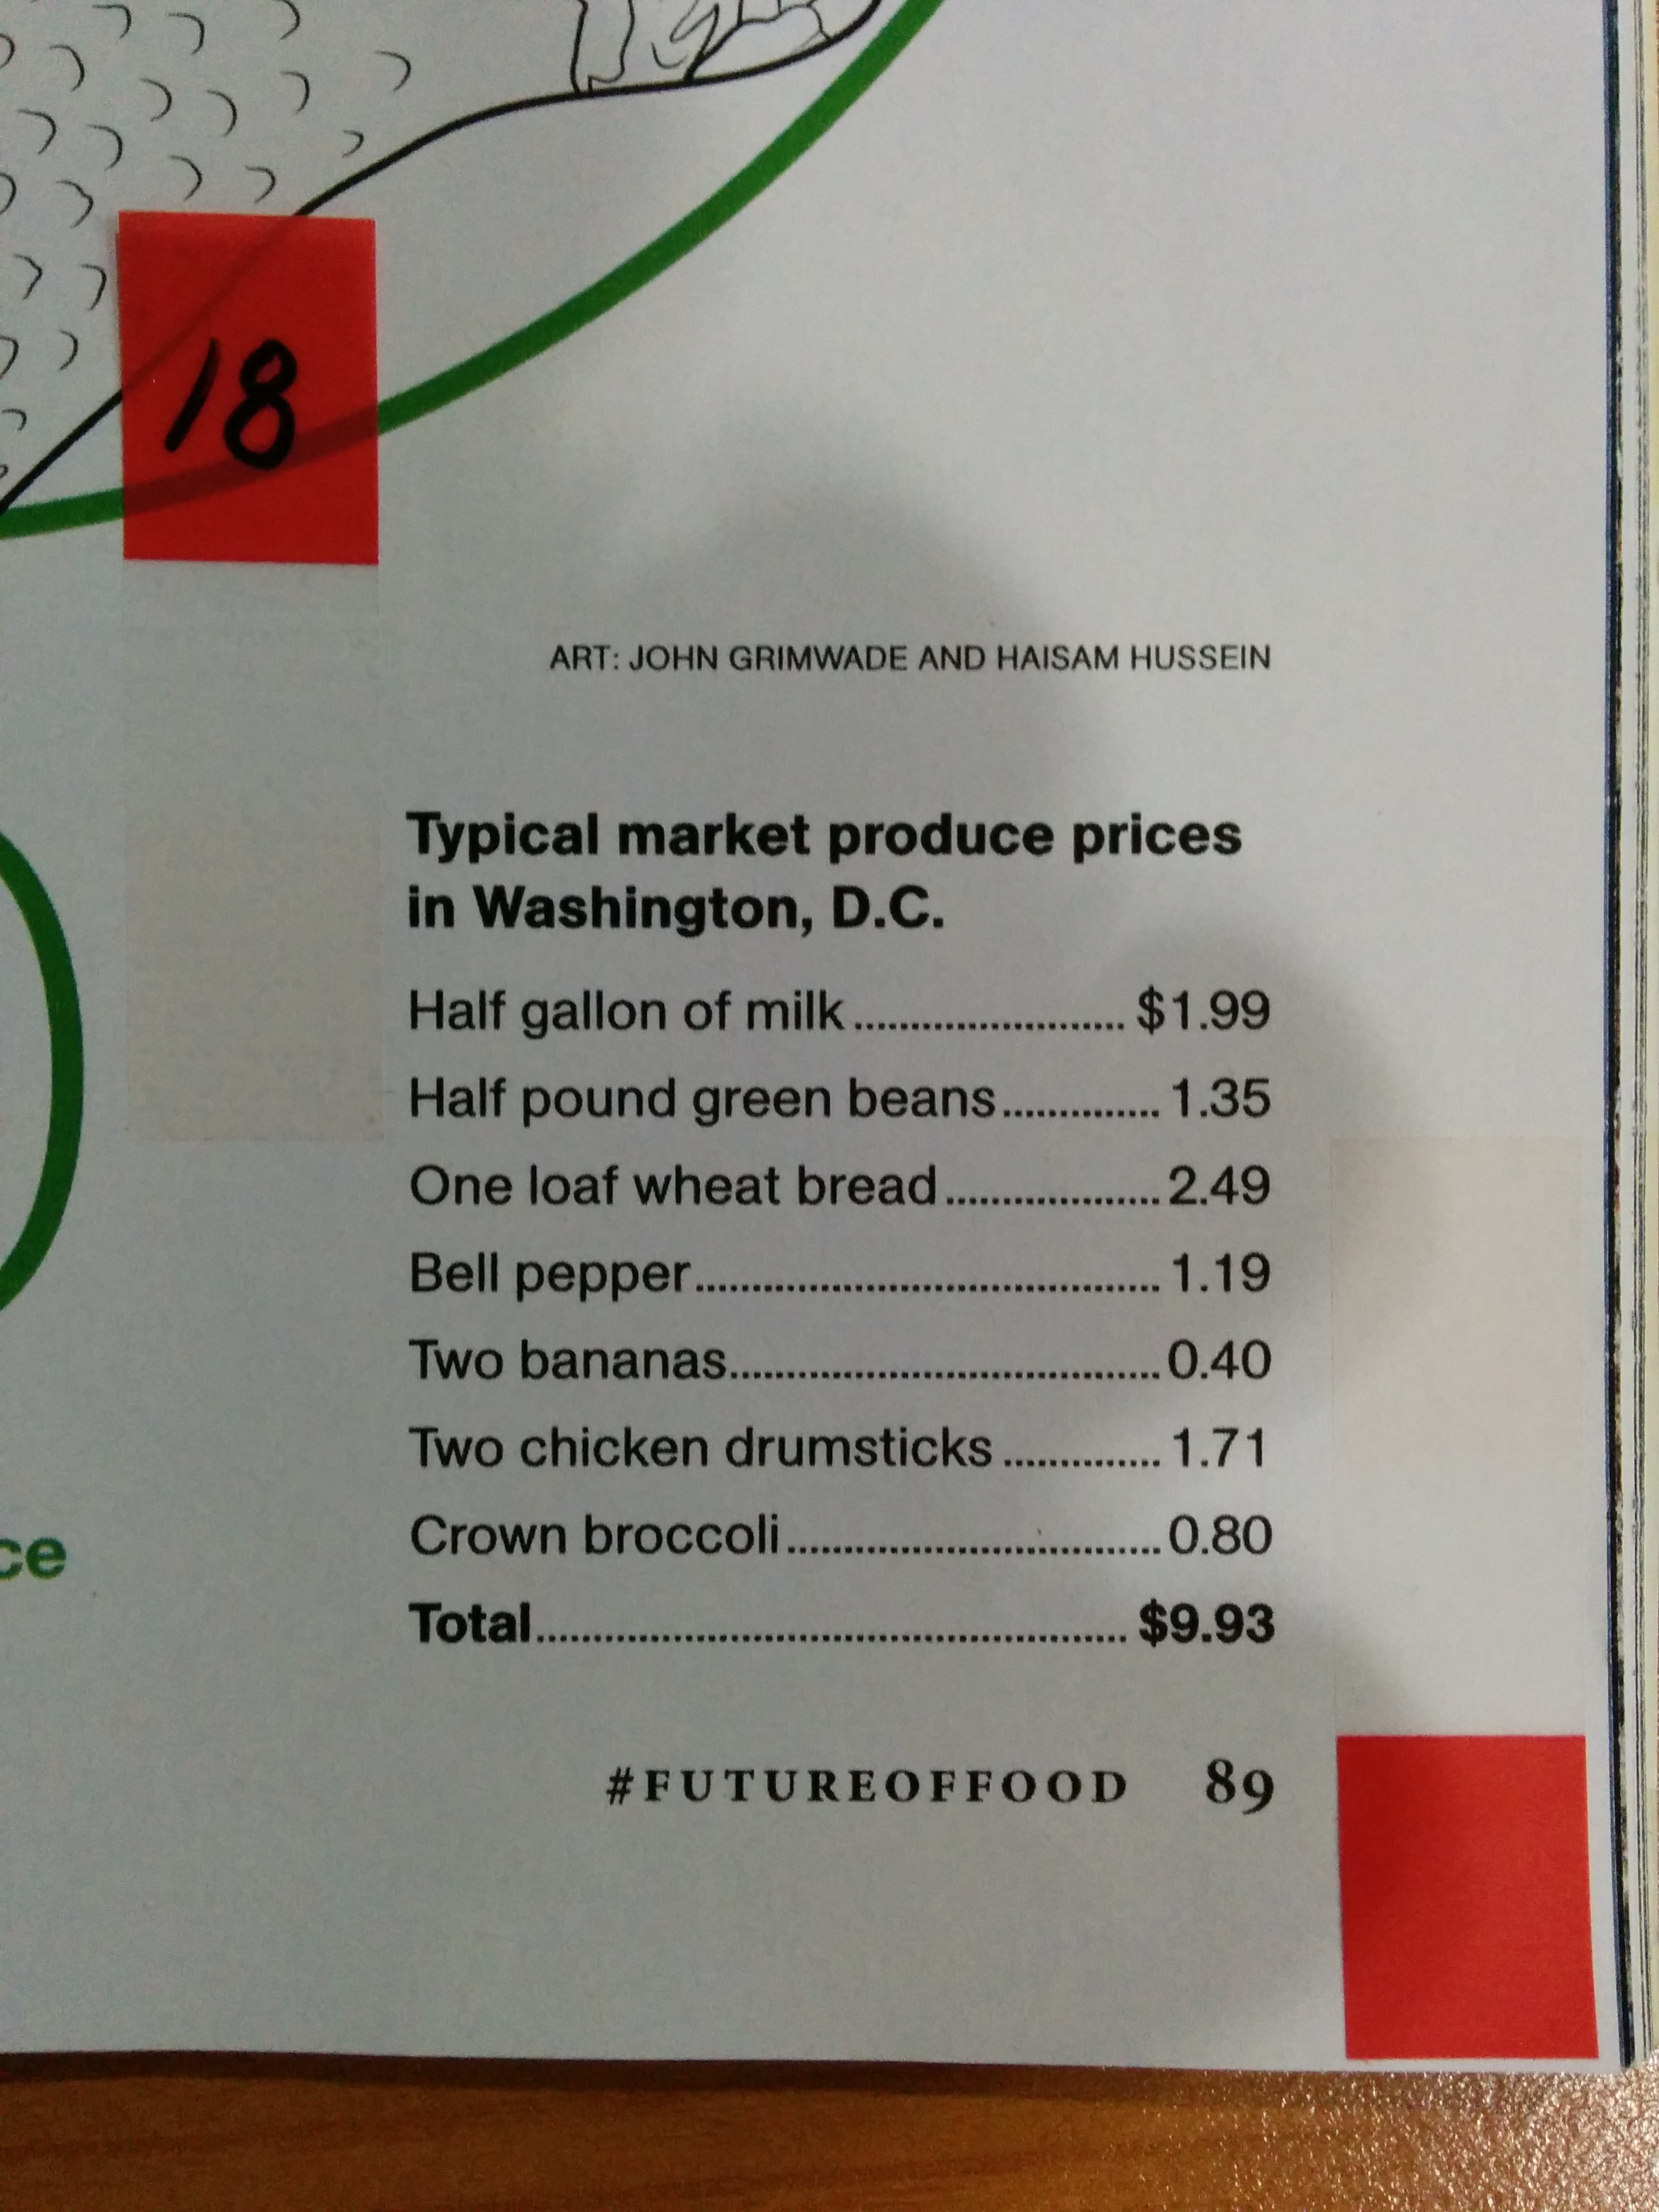 18
ART: JOHN GRIMWADE AND HAISAM HUSSEIN
Typical market produce prices
in Washington, D.C.
Half gallon of milk........................ $1.99
Half pound green beans.............. 1.35
One loaf wheat bread...................2.49
Bell pepper......................................... 1.19
Two bananas......................................0.40
Two chicken drumsticks.............. 1.71
Crown broccoli.................................0.80
Total.................................................... $9.93
ce
#FUTUREOFFOOD 89